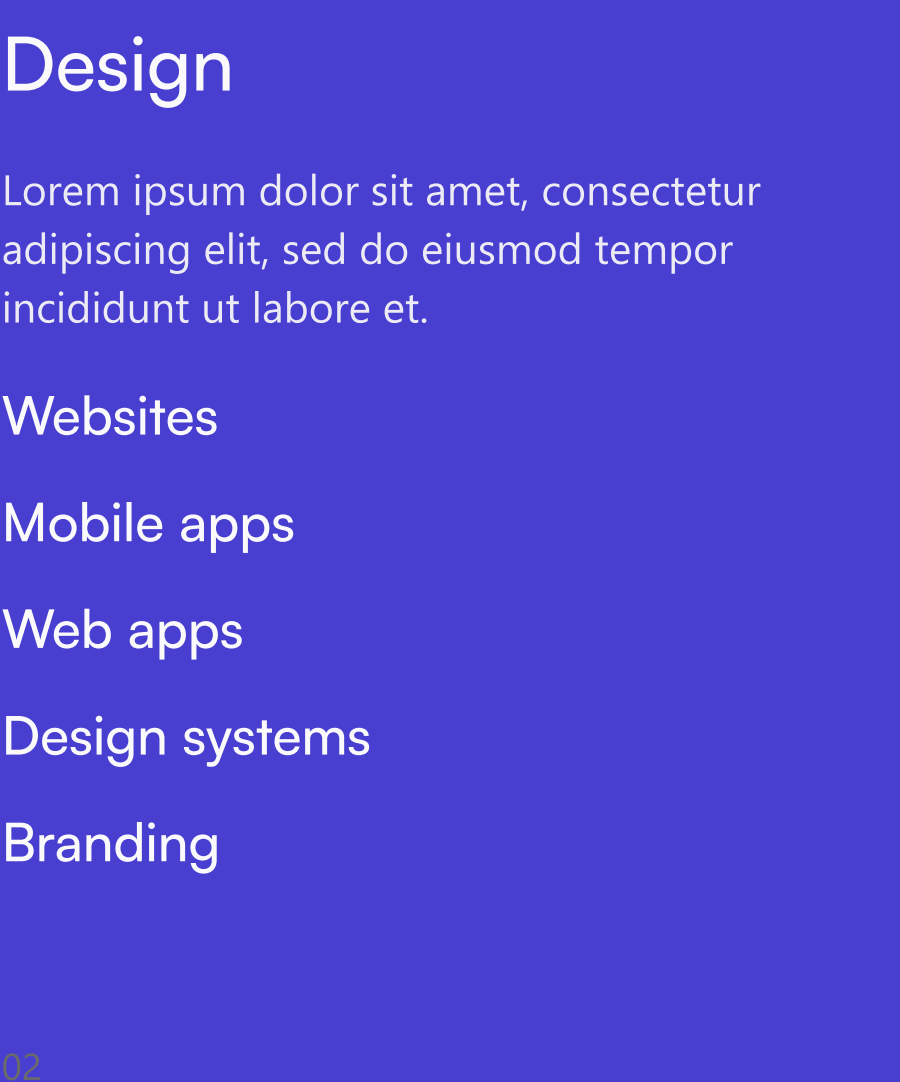 Design
Lorem ipsum dolor sit amet, consectetur
adipiscing elit, sed do eiusmod tempor
incididunt ut labore et.
Websites
Mobile apps
Web apps
Design systems
Branding
02